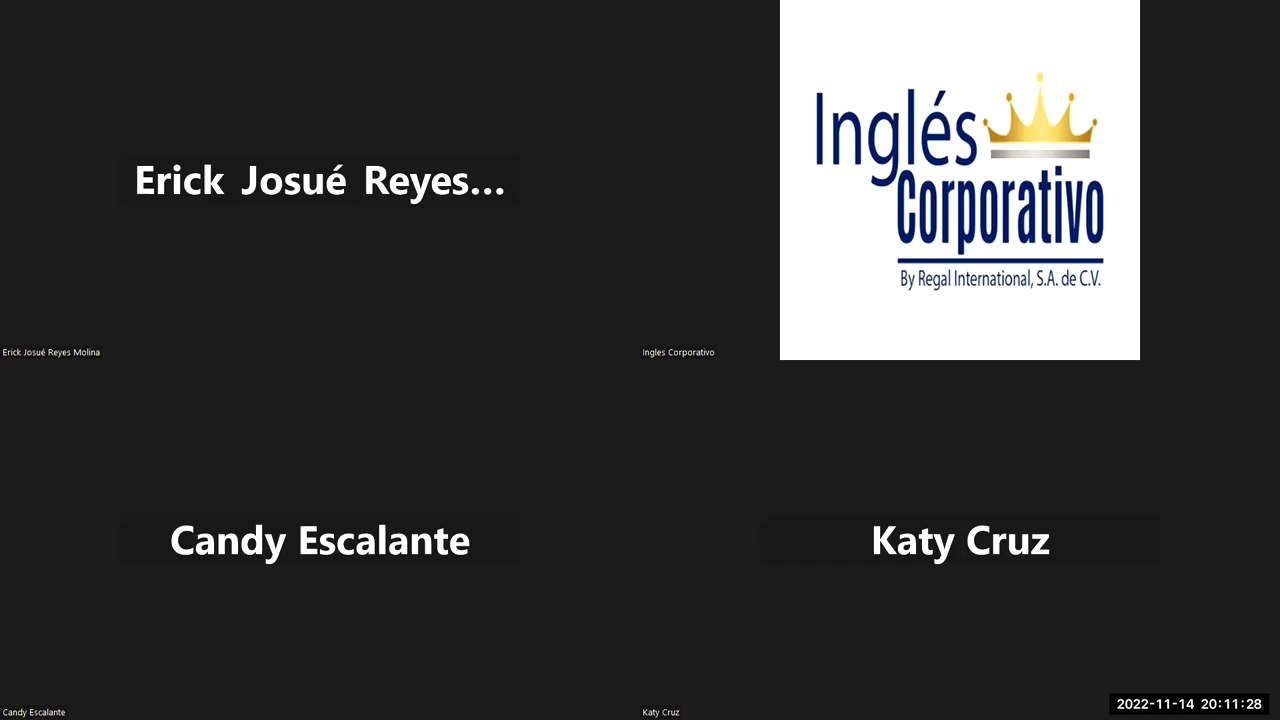 Erick Josué Reyes...
Erick Josué Reyes Molina
Inglés
Corporativo
By Regal International, S.A. de C.V.
Ingles Corporativo
Candy Escalante
Candy Escalante
Katy Cruz
Katy Cruz
2022-11-14 20:11:28